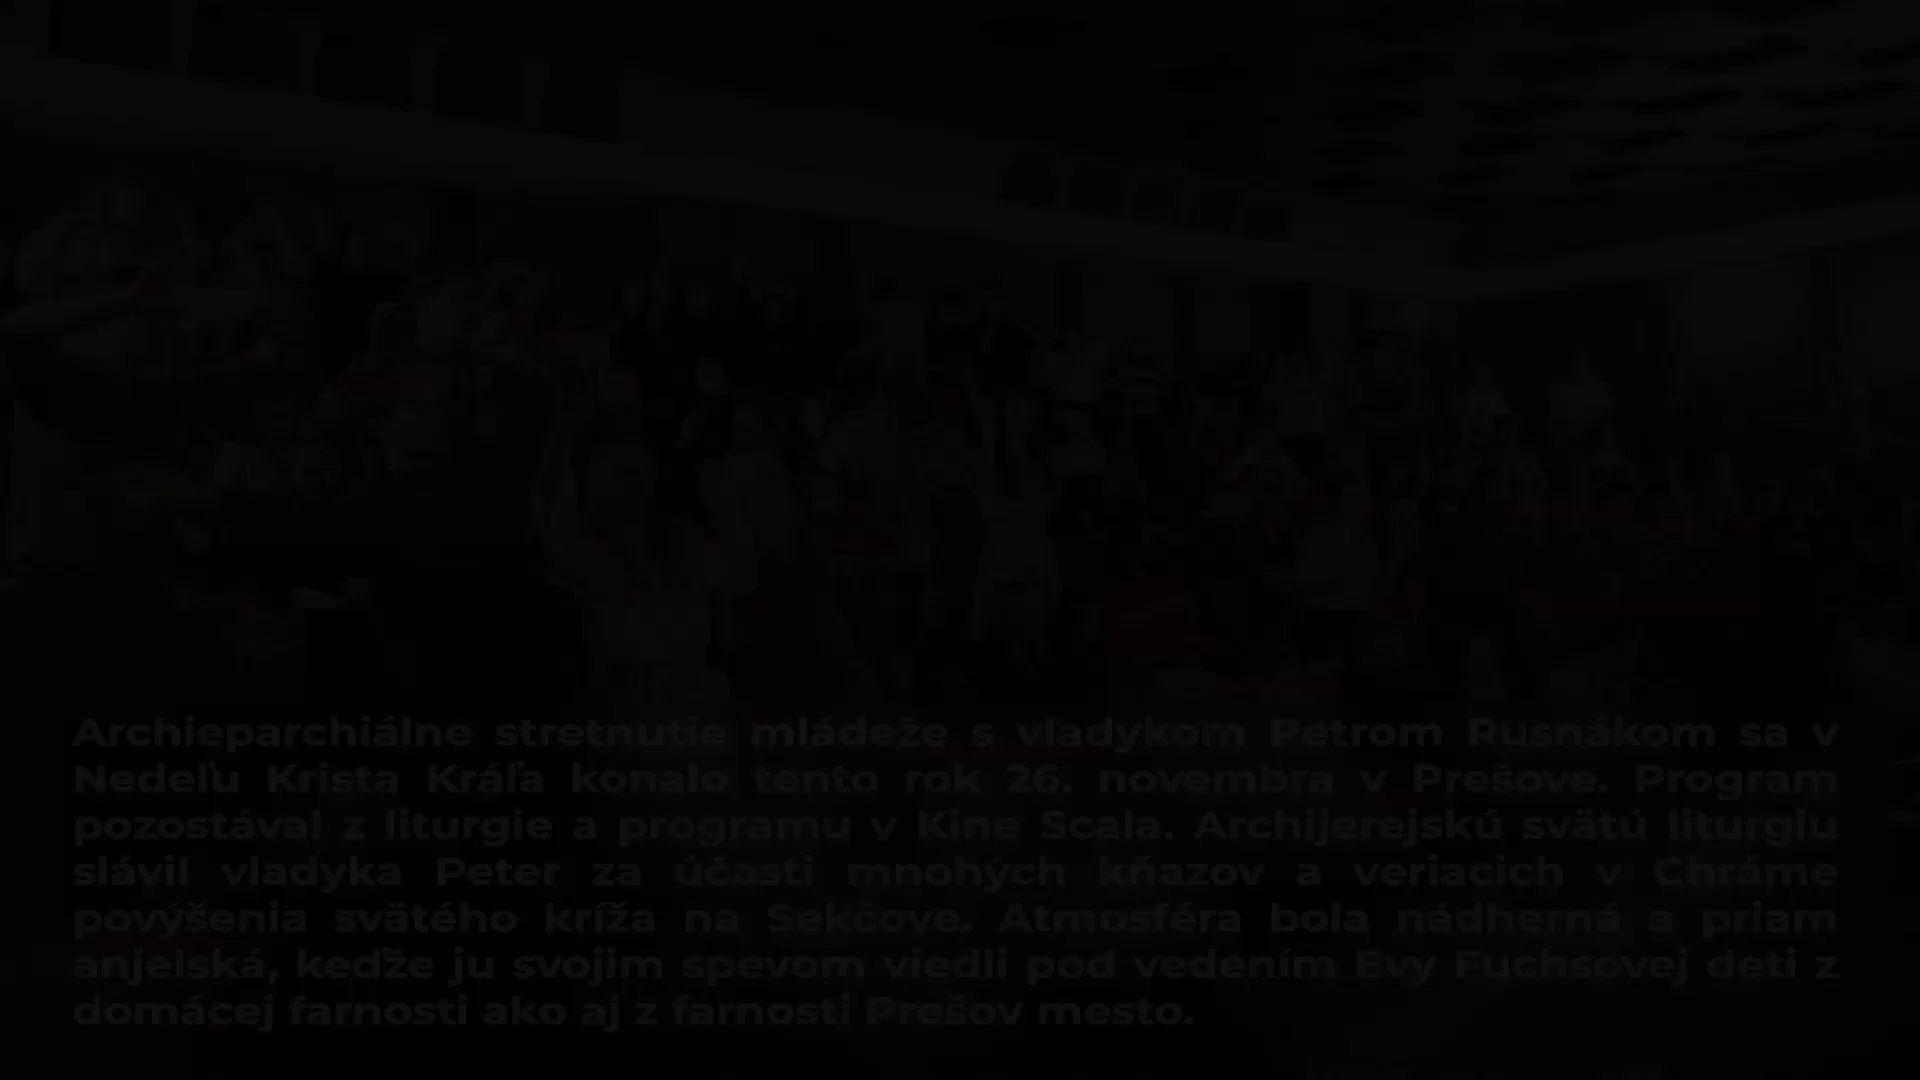 Archieparchiálne stretnutie mládeže s vladykom Petrom Rusnákom sa v
Nedeľu Krista Kráľa konalo tento rok 26. novembra v Prešove. Program
pozostával z liturgie a programu v Kine Scala. Archijerejskú svätú liturgiu
slávil vladyka Peter za účasti mnohých kňazov a veriacich v Chráme
povýšenia svätého kríža na Sekčove. Atmosféra bola nádherná a priam
anjelská, kedže ju svojim spevom viedli pod vedením Evy Fuchsovej deti z
domácej farnosti ako aj z farnosti Prešov mesto.